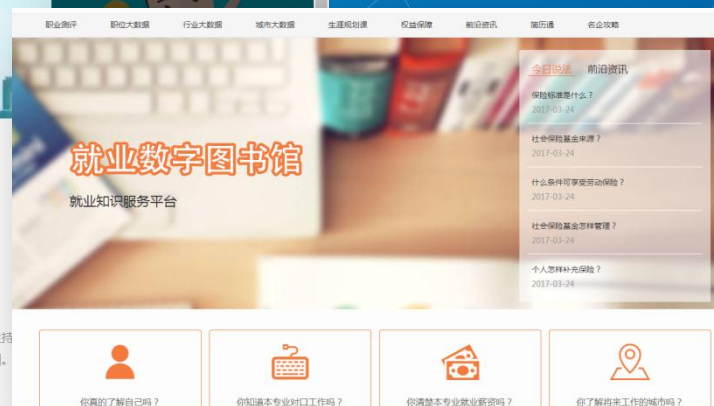 职业测评 职位大数据 行业大数据 城市大数据 生涯规划课 权益保障 前沿资讯 简历通 名企攻略
今日说法 前沿资讯
保险标准是什么？
2017-03-24
社会保险基金来源？
2017-03-24
什么条件可享受劳动保险？
2017-03-24
社会保险基金怎样管理？
2017-03-24
个人怎样补充保险？
2017-03-24
就业数字图书馆
就业知识服务平台
持
你真的了解自己吗？ 你知道本专业对口工作吗？ 你清楚本专业就业薪资吗？ 你了解将来工作的城市吗？